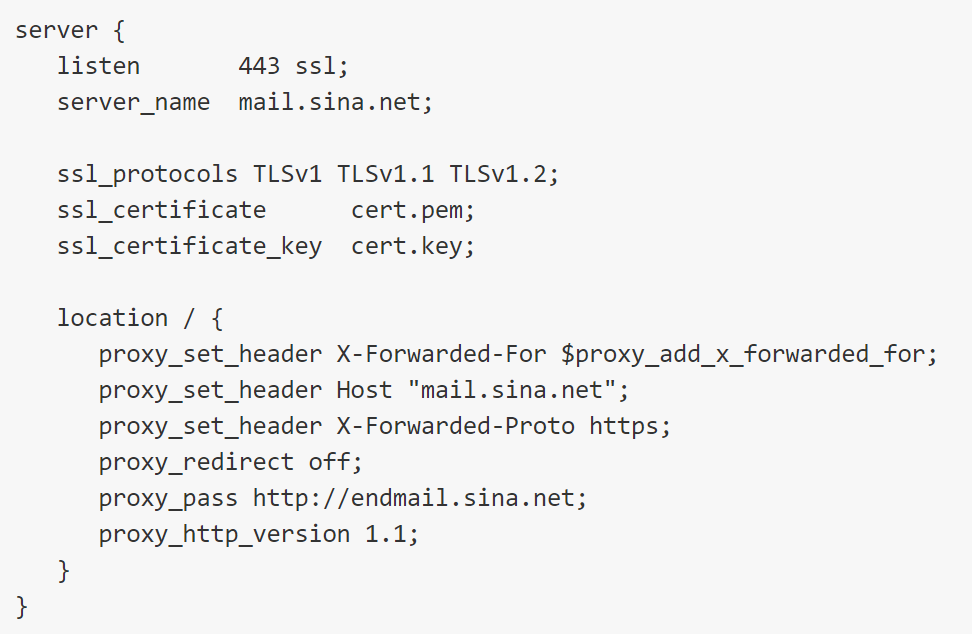 server {
   listen       443 ssl;
   server_name  mail.sina.net;

   ssl_protocols TLSv1 TLSv1.1 TLSv1.2;
   ssl_certificate      cert.pem;
   ssl_certificate_key  cert.key;

   location / {
      proxy_set_header X-Forwarded-For $proxy_add_x_forwarded_for;
      proxy_set_header Host "mail.sina.net";
      proxy_set_header X-Forwarded-Proto https;
      proxy_redirect off;
      proxy_pass http://endmail.sina.net;
      proxy_http_version 1.1;
   }
}